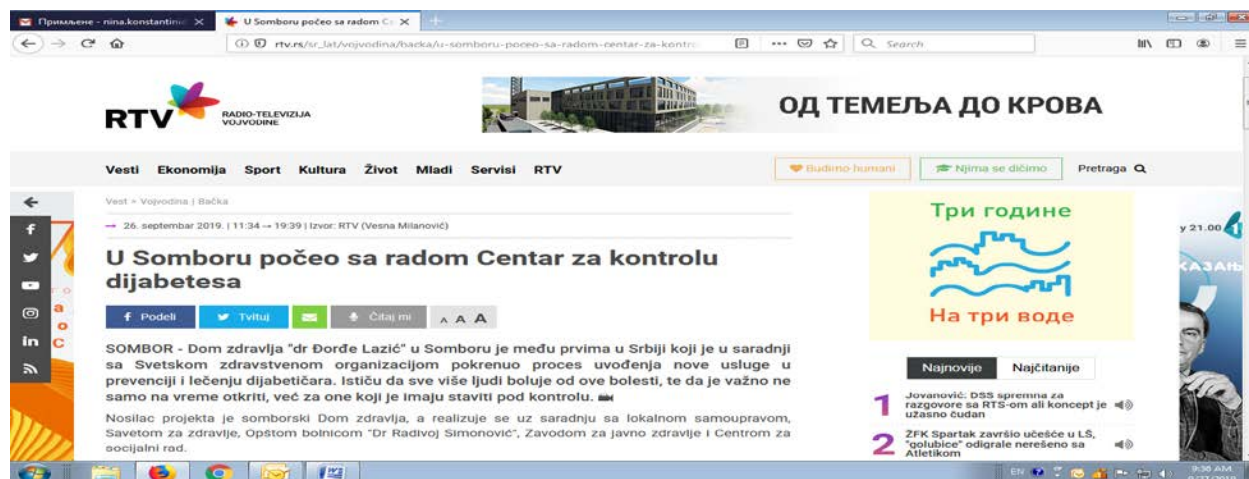 Примљене - nina.konstantin
U Somboru počeo sa radom C
rtv.rs/sr_lat/vojvodina/backa/u-somboru-poceo-sa-radom-centar-za-kontro
Search
RTV
RADIO-TELEVIZIJA
VOJVODINE
ОД ТЕМЕЉА ДО КРОВА
Vesti Ekonomija Sport Kultura Život Mladi Servisi RTV
Budimo humani
Njima se dičimo
Pretraga
Vest » Vojvodina | Bačka
→ 26. septembar 2019. | 11:34 → 19:39 | Izvor: RTV (Vesna Milanović)
U Somboru počeo sa radom Centar za kontrolu
dijabetesa
Podeli
Tvituj
Čitaj mi
A A A
SOMBOR - Dom zdravlja "dr Đorđe Lazić" u Somboru je među prvima u Srbiji koji je u saradnji
sa Svetskom zdravstvenom organizacijom pokrenuo proces uvođenja nove usluge u
prevenciji i lečenju dijabetičara. Ističu da sve više ljudi boluje od ove bolesti, te da je važno ne
samo na vreme otkriti, već za one koji je imaju staviti pod kontrolu.
Nosilac projekta je somborski Dom zdravlja, a realizuje se uz saradnju sa lokalnom samoupravom,
Savetom za zdravlje, Opštom bolnicom "Dr Radivoj Simonović", Zavodom za javno zdravlje i Centrom za
socijalni rad.
Три године
На три воде
Najnovije
Najčitanije
1
Jovanović: DSS spremna za
razgovore sa RTS-om ali koncept je
užasno čudan
2
ŽFK Spartak završio učešće u LŠ,
"golubice" odigrale nerešeno sa
Atletikom
у 21.00
EN
9:36 AM